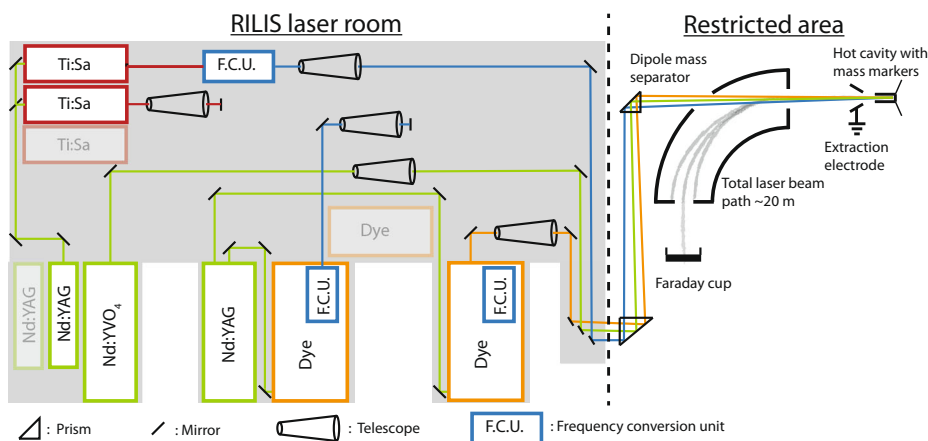 RILIS laser room
Restricted area
Ti:Sa
F.C.U.
Ti:Sa
Ti:Sa
Dipole mass
separator
Hot cavity with
mass markers
Extraction
electrode
Total laser beam
path ~20 m
Faraday cup
Dye
Nd:YAG
Nd:YAG
Nd:YVO4
Nd:YAG
Dye
F.C.U.
Dye
F.C.U.
: Prism
: Mirror
: Telescope
F.C.U.
: Frequency conversion unit